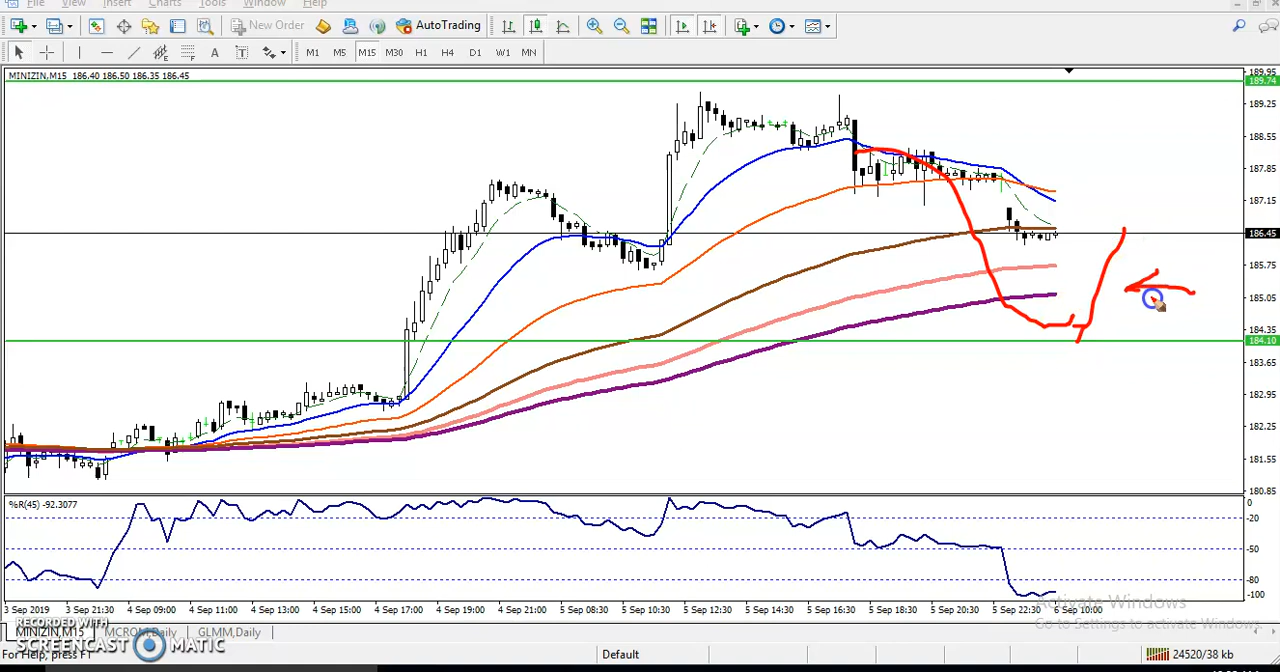 File View Insert Charts Tools Window Help
New Order AutoTrading
A T M1 M5 M15 M30 H1 H4 D1 W1 MN
MINIZIN,M15 186.40 186.50 186.35 186.45
189.95
189.74
189.25
188.55
187.85
187.15
186.45
185.75
185.05
184.35
184.10
183.65
182.95
182.25
181.55
180.85
%R(45) -92.3077
0
-20
-50
-80
-100
3 Sep 2019 3 Sep 21:30 4 Sep 09:00 4 Sep 11:00 4 Sep 13:00 4 Sep 15:00 4 Sep 17:00 4 Sep 19:00 4 Sep 21:00 5 Sep 08:30 5 Sep 10:30 5 Sep 12:30 5 Sep 14:30 5 Sep 16:30 5 Sep 18:30 5 Sep 20:30 5 Sep 22:30 6 Sep 10:00
Activate Windows
Go to Settings to activate Windows.
MINIZIN,M15 MCROM,Daily GLMM,Daily
RECORDED WITH
SCREENCAST MATIC
For Help, press F1 Default 24520/38 kb